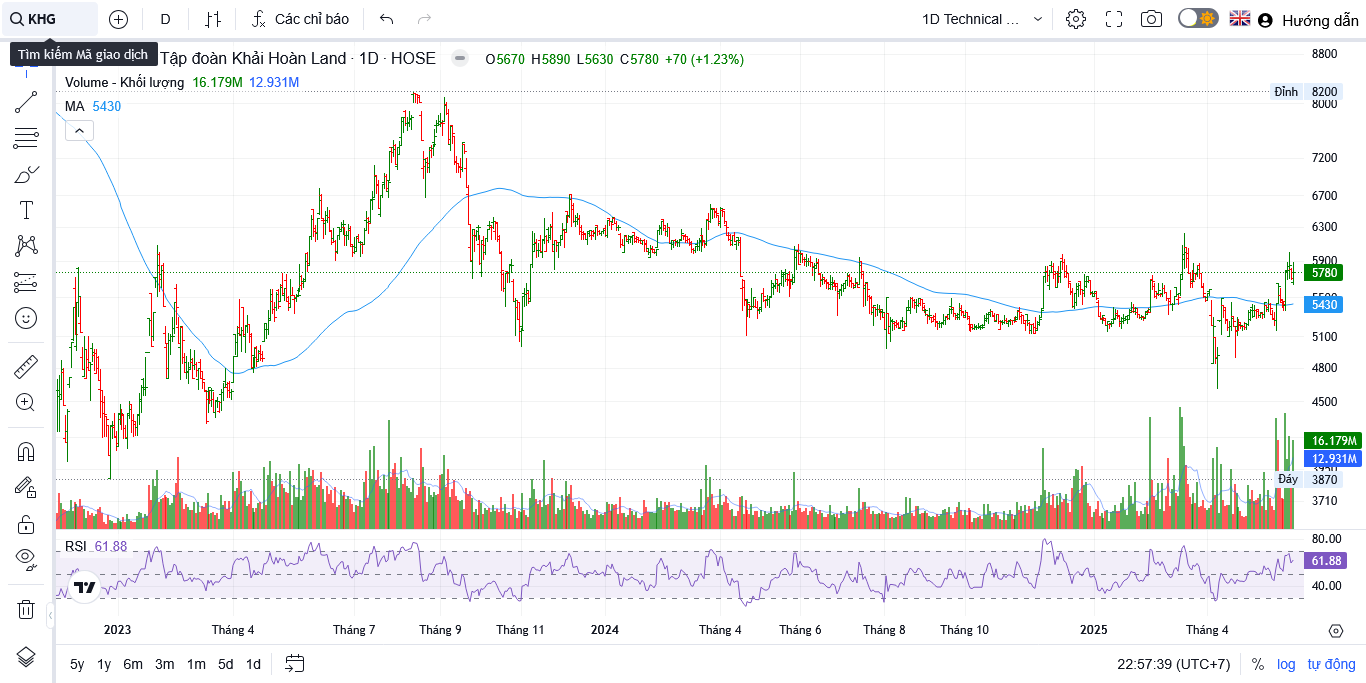 KHG
D
Các chỉ báo
1D Technical ...
Hướng dẫn
Tìm kiếm Mã giao dịch
Tập đoàn Khải Hoàn Land · 1D · HOSE
O5670 H5890 L5630 C5780 +70 (+1.23%)
Volume - Khối lượng 16.179M 12.931M
MA 5430
8800
Đỉnh 8200
8000
7200
6700
6300
5900
5780
5430
5100
4800
4500
16.179M
12.931M
Đáy 3870
3710
RSI 61.88
80.00
61.88
40.00
2023 Tháng 4 Tháng 7 Tháng 9 Tháng 11 2024 Tháng 4 Tháng 6 Tháng 8 Tháng 10 2025 Tháng 4
5y 1y 6m 3m 1m 5d 1d
22:57:39 (UTC+7) % log tự động